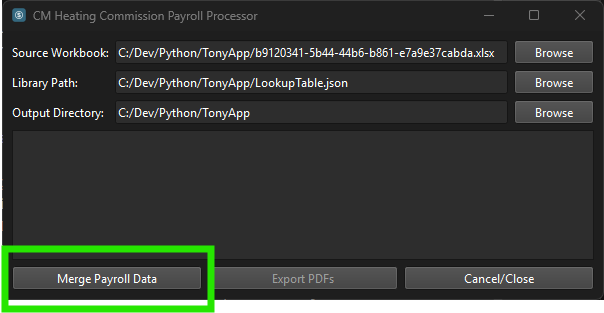 CM Heating Commission Payroll Processor
Source Workbook: C:/Dev/Python/TonyApp/b9120341-5b44-44b6-b861-e7a9e37cabda.xlsx Browse
Library Path: C:/Dev/Python/TonyApp/LookupTable.json Browse
Output Directory: C:/Dev/Python/TonyApp Browse
Merge Payroll Data Export PDFs Cancel/Close